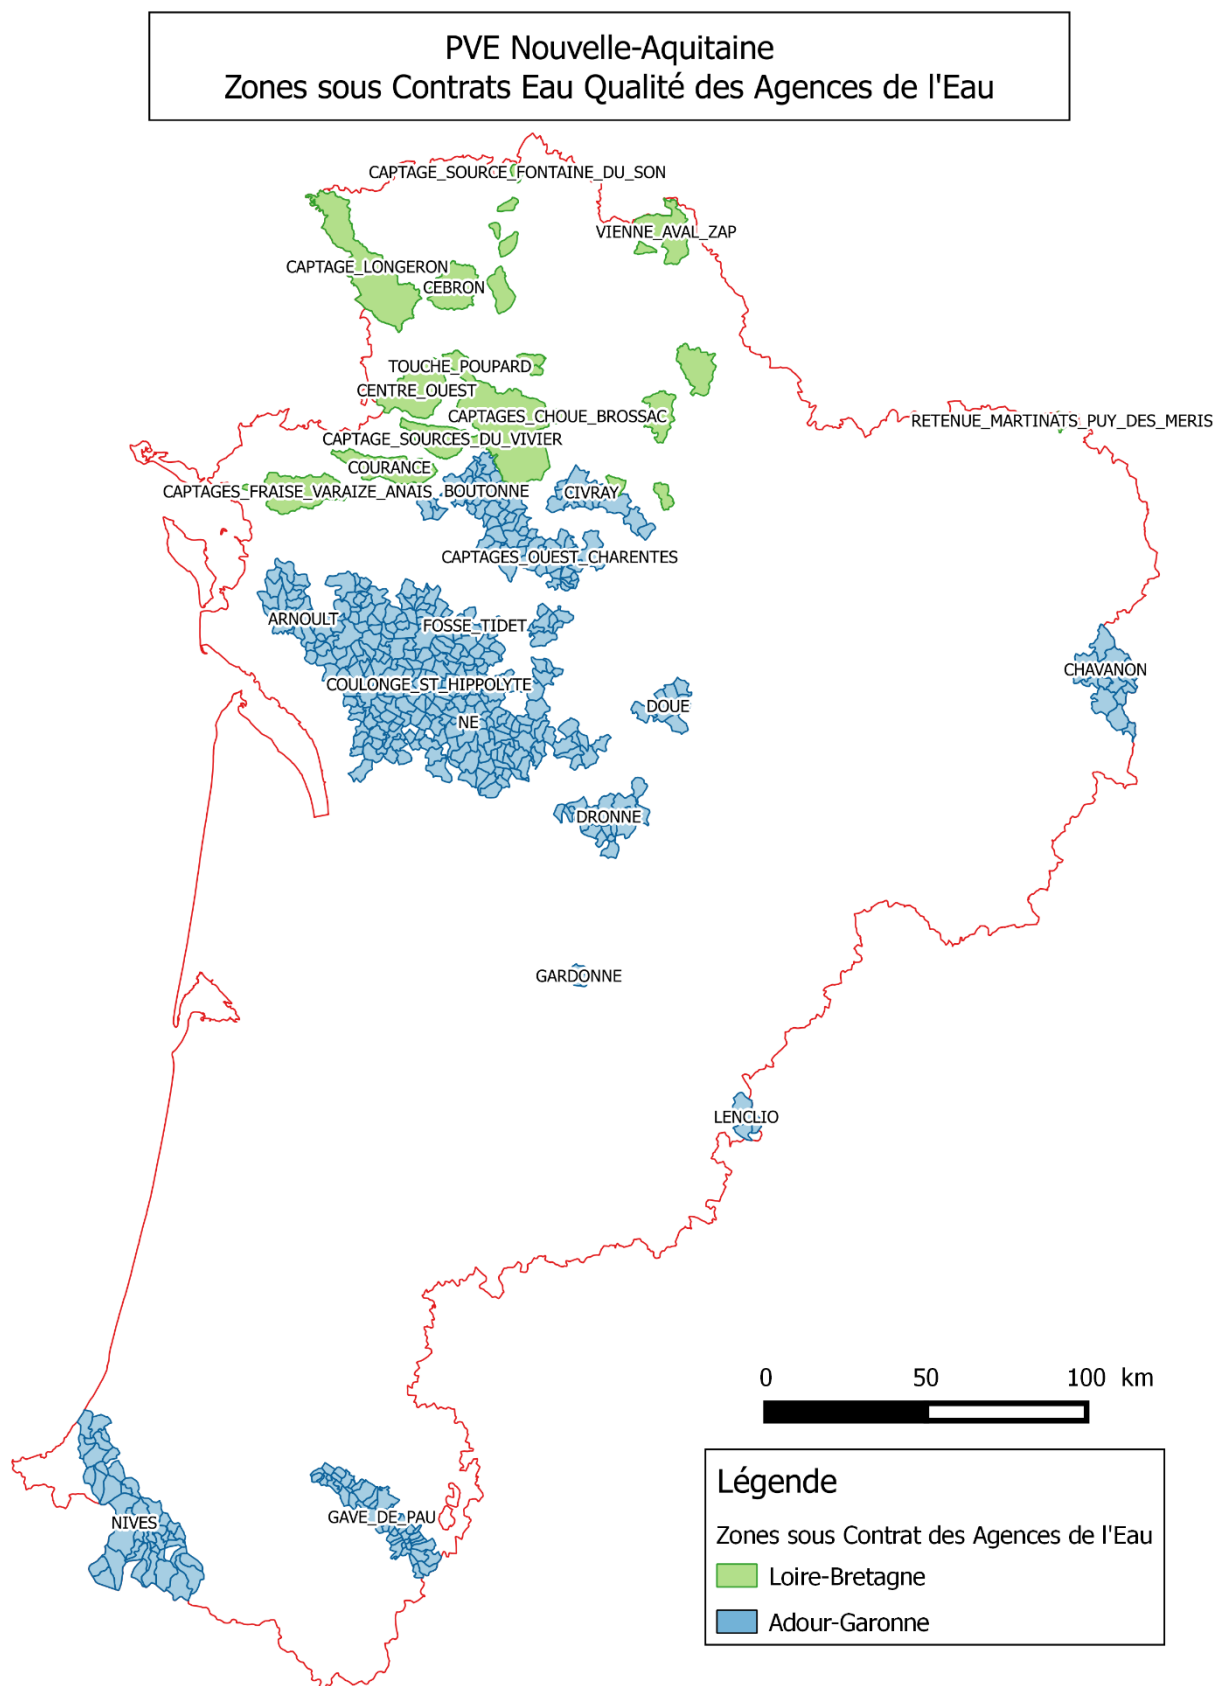 PVE Nouvelle-Aquitaine
Zones sous Contrats Eau Qualité des Agences de l'Eau
CAPTAGE_SOURCE_FONTAINE_DU_SON
VIENNE_AVAL_ZAP
CAPTAGE_LONGERON
CEBRON
TOUCHE_POUPARD
CENTRE_OUEST
CAPTAGES_CHOUE_BROSSAC
RETENUE_MARTINATS_PUY_DES_MERIS
CAPTAGE_SOURCES_DU_VIVIER
COURANCE
CAPTAGES_FRAISE_VARAIZE_ANAIS
BOUTONNE
CIVRAY
CAPTAGES_OUEST_CHARENTES
ARNOULT
FOSSE_TIDET
CHAVANON
COULONGE_ST_HIPPOLYTE
DOUE
NE
DRONNE
GARDONNE
LENCLIO
0 50 100 km
NIVES
GAVE_DE_PAU
Légende
Zones sous Contrat des Agences de l'Eau
Loire-Bretagne
Adour-Garonne